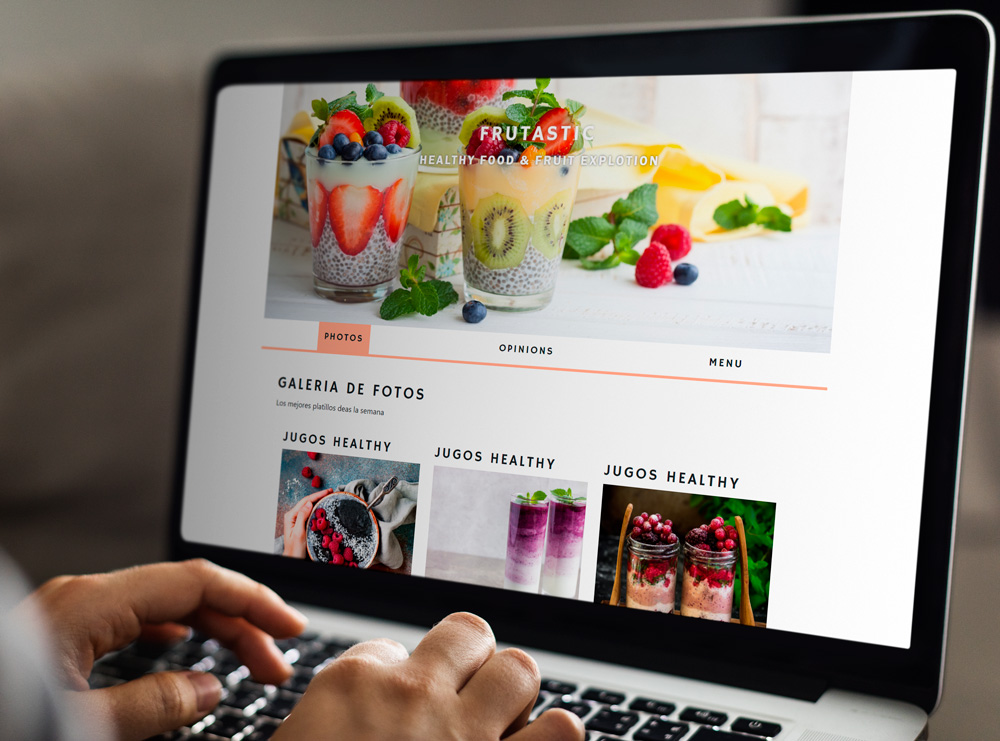 FRUTASTIC
HEALTHY FOOD & FRUIT EXPLOTION
PHOTOS
OPINIONS
MENU
GALERIA DE FOTOS
Los mejores platillos deas la semana
JUGOS HEALTHY
JUGOS HEALTHY
JUGOS HEALTHY